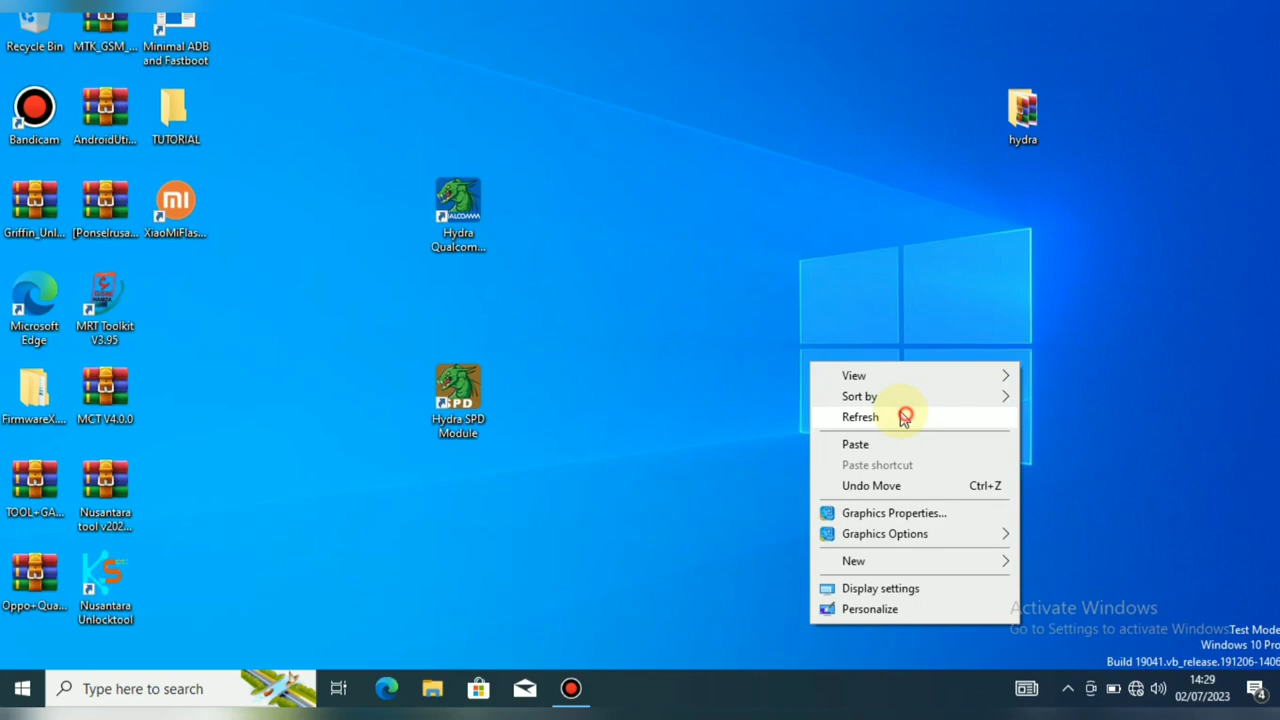 Recycle Bin
MTK_GSM_...
Minimal ADB
and Fastboot
Bandicam
AndroidUti...
TUTORIAL
Griffin_Unl...
[Ponselrusa...
mi
XiaoMiFlas...
Microsoft
Edge
MRT Toolkit
V3.95
FirmwareX...
MCT V4.0.0
TOOL+GA...
Nusantara
tool v202...
Oppo+Qua...
Nusantara
Unlocktool
Hydra
Qualcom...
SPD
Hydra SPD
Module
hydra
View
Sort by
Refresh
Paste
Paste shortcut
Undo Move Ctrl+Z
Graphics Properties...
Graphics Options
New
Display settings
Personalize
Activate Windows
Go to Settings to activate Windows
Test Mode
Windows 10 Pro
Build 19041.vb_release.191206-1406
Type here to search
14:29
02/07/2023
4